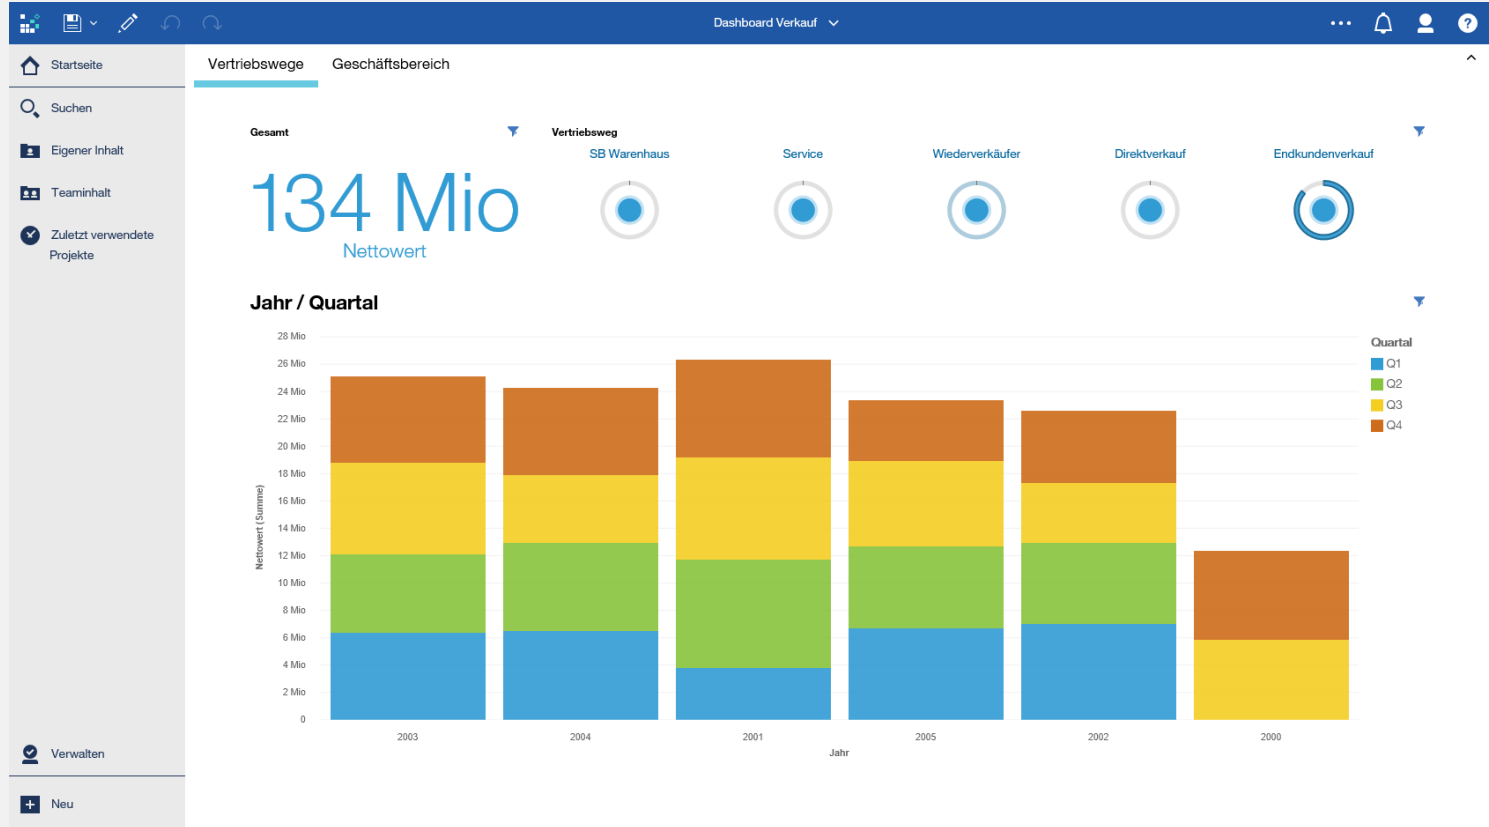 Dashboard Verkauf
?
Startseite
Suchen
Eigener Inhalt
Teaminhalt
Zuletzt verwendete
Projekte
Verwalten
Neu
Vertriebswege
Geschäftsbereich
Gesamt
134 Mio
Nettowert
Vertriebsweg
SB Warenhaus
Service
Wiederverkäufer
Direktverkauf
Endkundenverkauf
Jahr / Quartal
Nettowert (Summe)
28 Mio
26 Mio
24 Mio
22 Mio
20 Mio
18 Mio
16 Mio
14 Mio
12 Mio
10 Mio
8 Mio
6 Mio
4 Mio
2 Mio
0
2003
2004
2001
2005
2002
2000
Jahr
Quartal
Q1
Q2
Q3
Q4